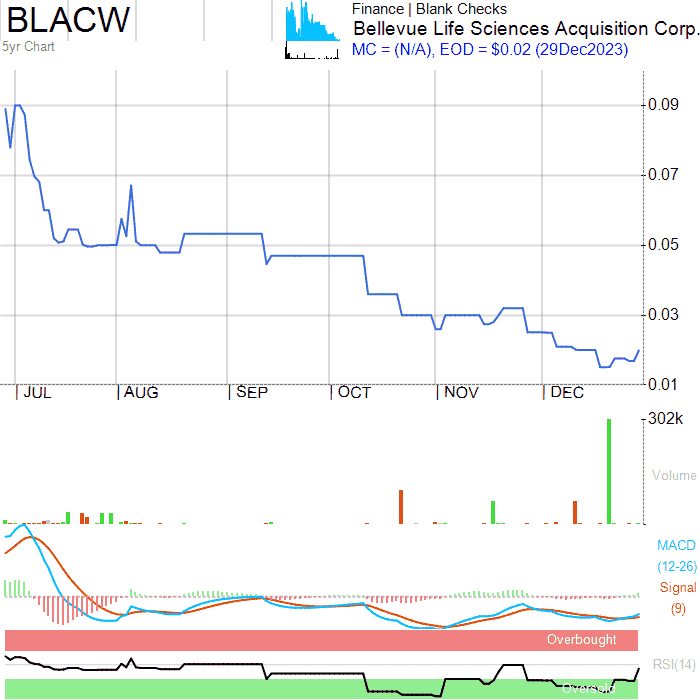 BLACW
5yr Chart
Finance | Blank Checks
Bellevue Life Sciences Acquisition Corp.
MC = (N/A), EOD = $0.02 (29Dec2023)
0.09
0.07
0.05
0.03
0.01
JUL AUG SEP OCT NOV DEC
302k
Volume
MACD
(12-26)
Signal
(9)
Overbought
RSI(14)
Oversold